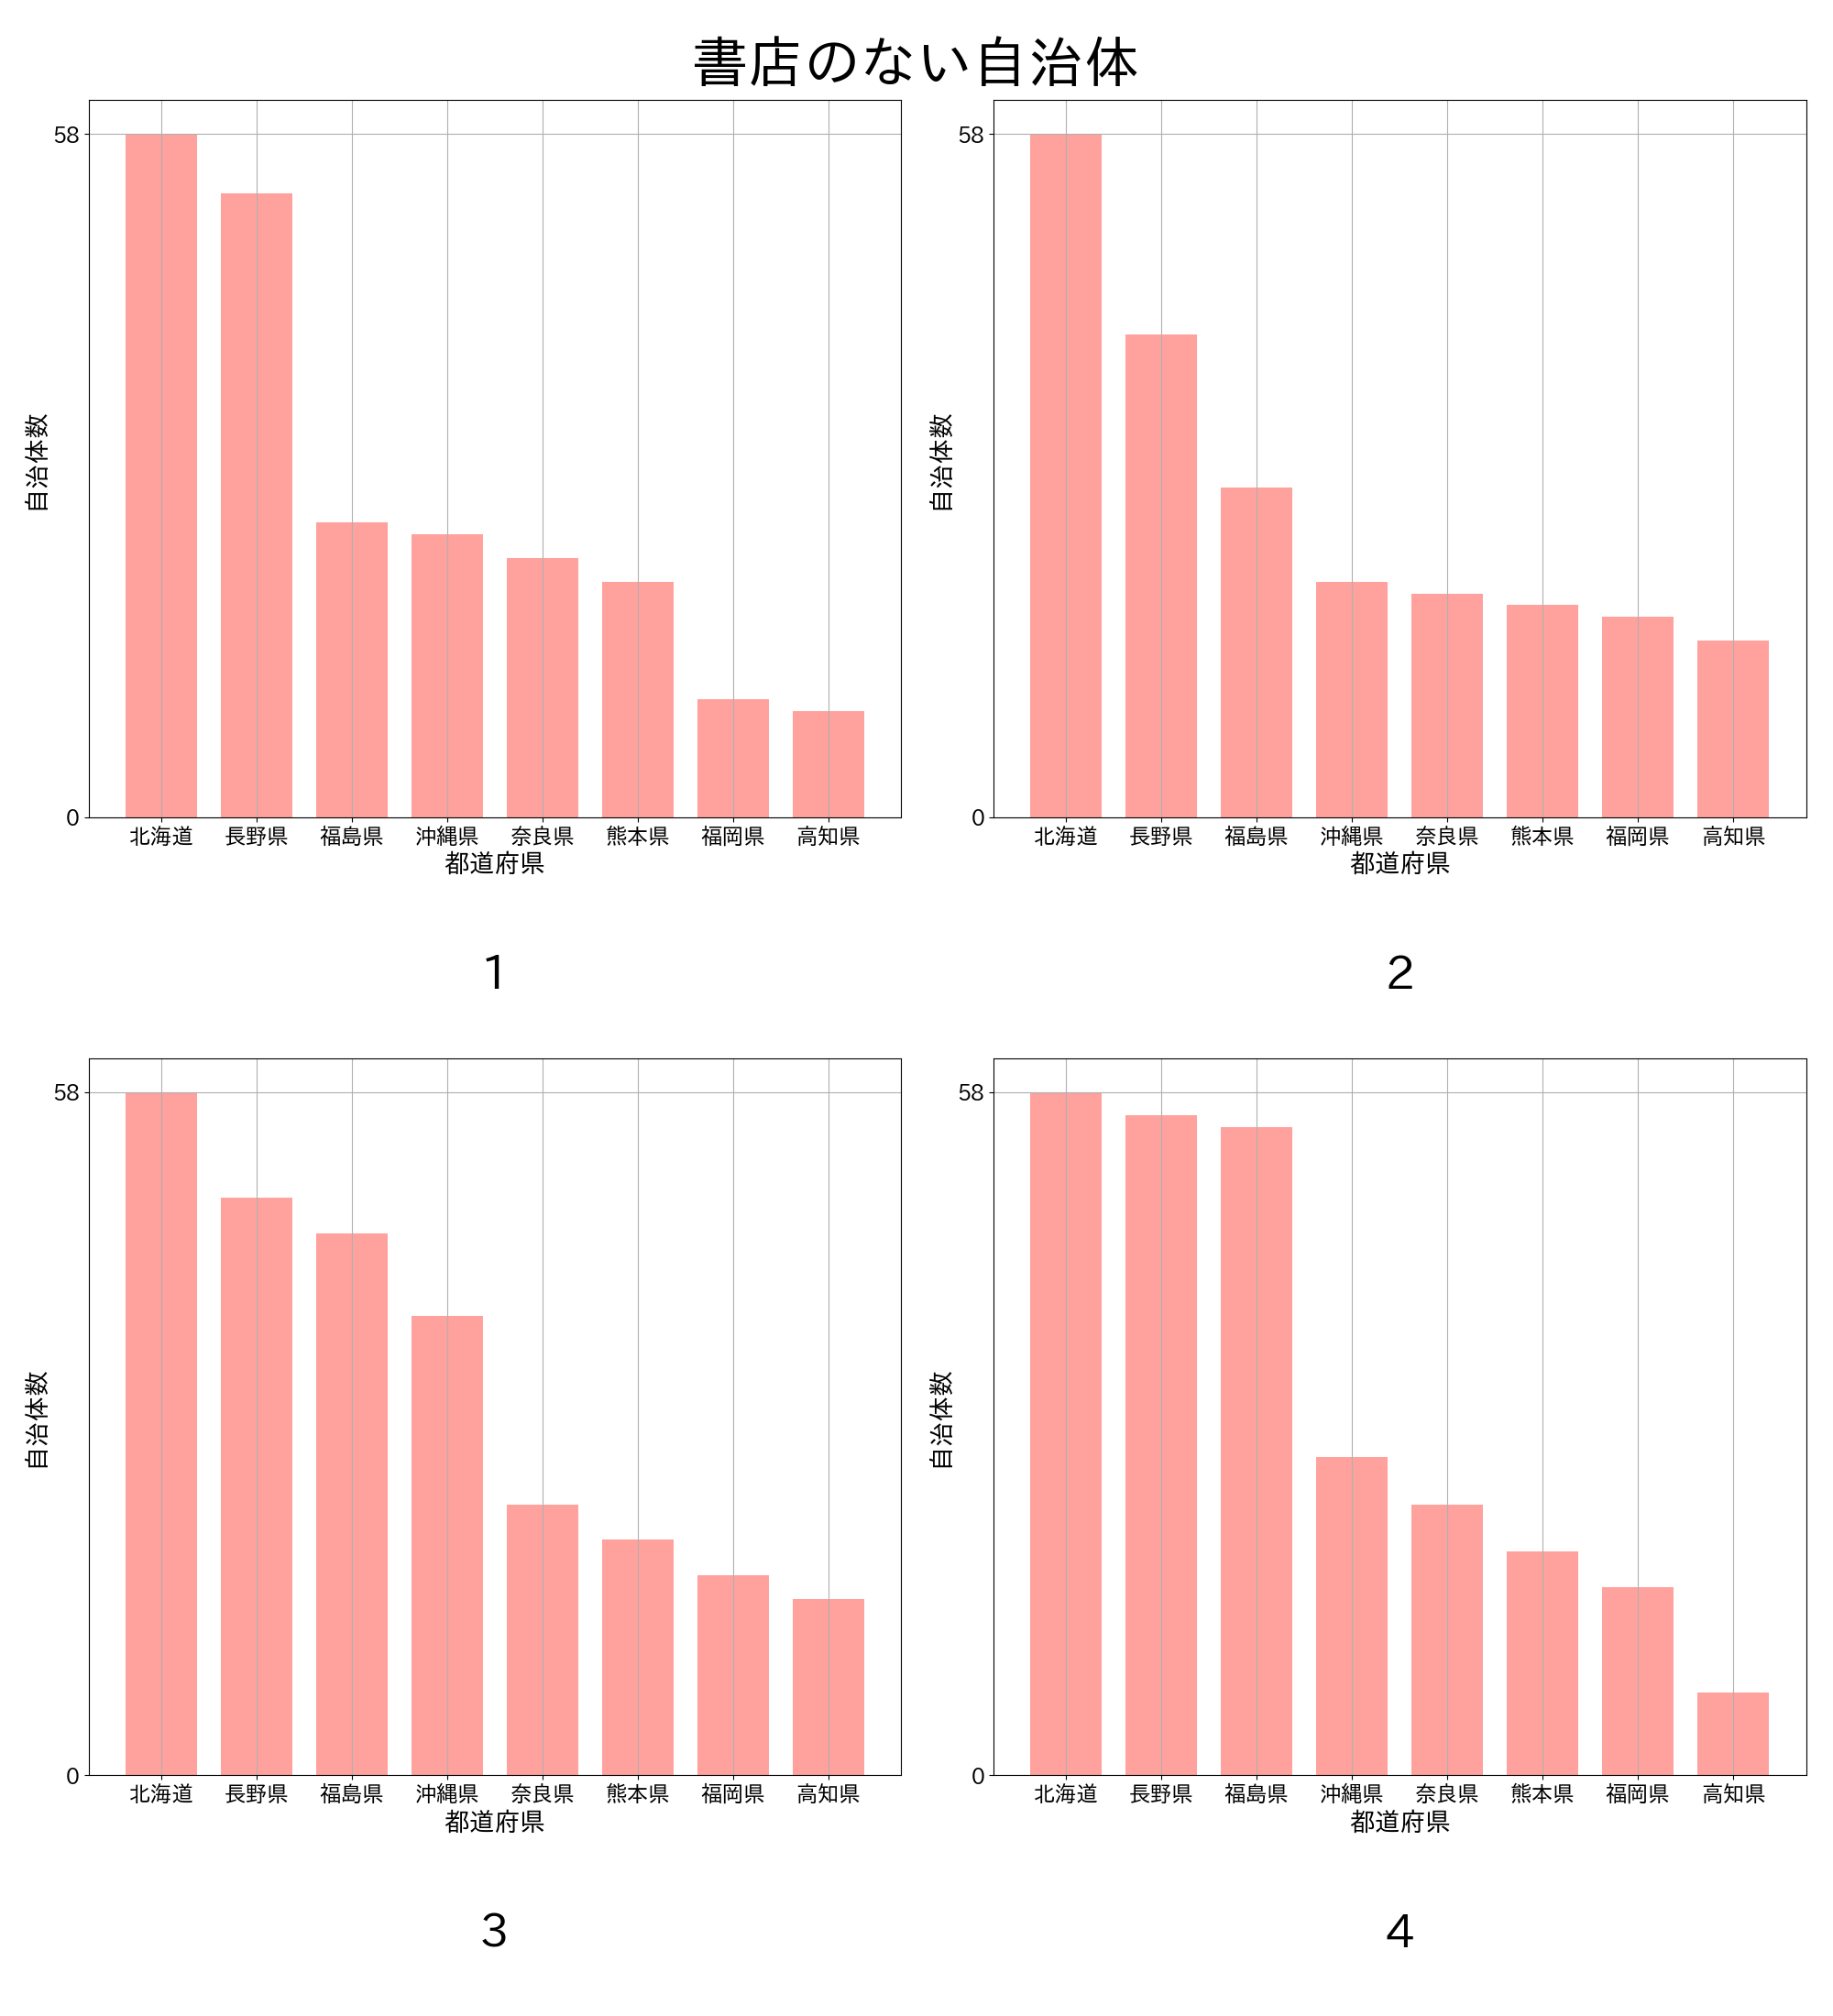 書店のない自治体
58
0
自治体数
北海道 長野県 福島県 沖縄県 奈良県 熊本県 福岡県 高知県
都道府県
1
58
0
自治体数
北海道 長野県 福島県 沖縄県 奈良県 熊本県 福岡県 高知県
都道府県
2
58
0
自治体数
北海道 長野県 福島県 沖縄県 奈良県 熊本県 福岡県 高知県
都道府県
3
58
0
自治体数
北海道 長野県 福島県 沖縄県 奈良県 熊本県 福岡県 高知県
都道府県
4